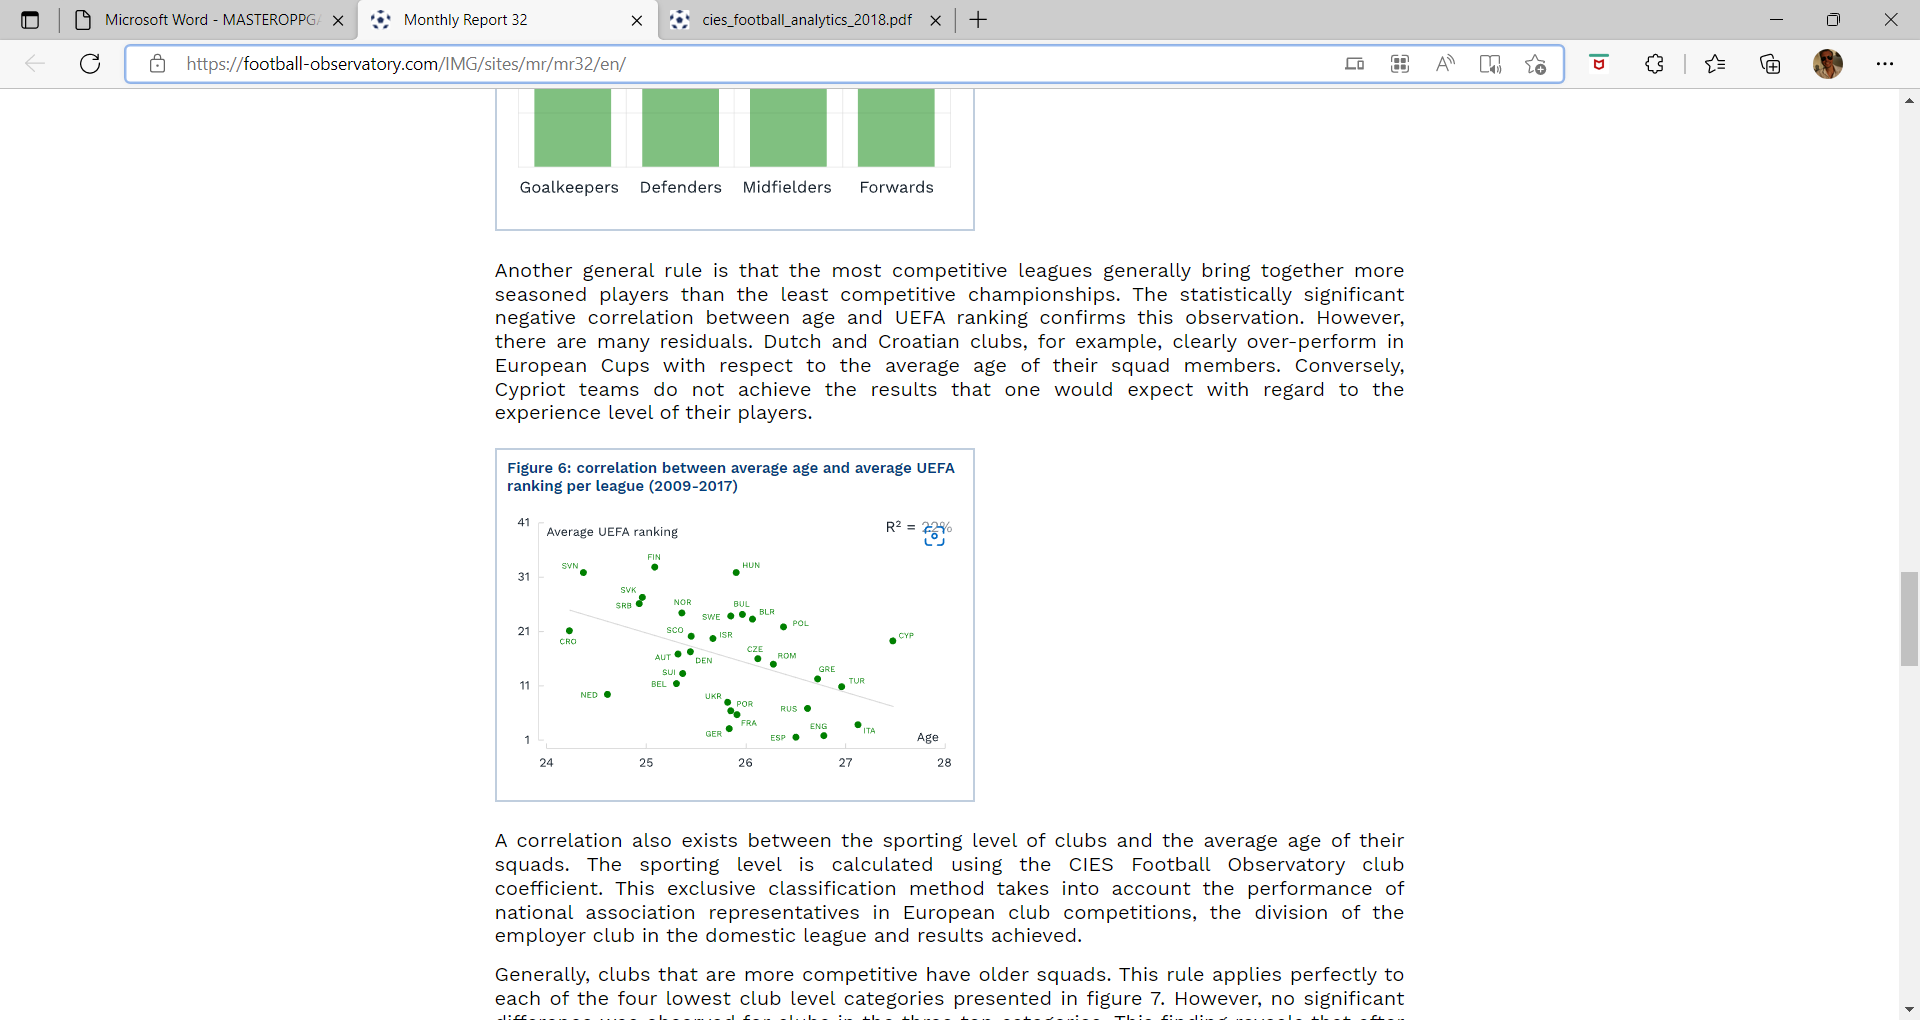 Microsoft Word - MASTEROPPGA
Monthly Report 32
cies_football_analytics_2018.pdf
https://football-observatory.com/IMG/sites/mr/mr32/en/
Goalkeepers Defenders Midfielders Forwards
Another general rule is that the most competitive leagues generally bring together more
seasoned players than the least competitive championships. The statistically significant
negative correlation between age and UEFA ranking confirms this observation. However,
there are many residuals. Dutch and Croatian clubs, for example, clearly over-perform in
European Cups with respect to the average age of their squad members. Conversely,
Cypriot teams do not achieve the results that one would expect with regard to the
experience level of their players.
Figure 6: correlation between average age and average UEFA
ranking per league (2009-2017)
41
Average UEFA ranking
R² = 22%
FIN
SVN
HUN
31
SVK
SRB
NOR
BUL
SWE
BLR
POL
21
SCO
ISR
CYP
CRO
CZE
AUT
DEN
ROM
SUI
GRE
BEL
TUR
11
NED
UKR
POR
RUS
FRA
ENG
ITA
GER
ESP
1
Age
24 25 26 27 28
A correlation also exists between the sporting level of clubs and the average age of their
squads. The sporting level is calculated using the CIES Football Observatory club
coefficient. This exclusive classification method takes into account the performance of
national association representatives in European club competitions, the division of the
employer club in the domestic league and results achieved.
Generally, clubs that are more competitive have older squads. This rule applies perfectly to
each of the four lowest club level categories presented in figure 7. However, no significant